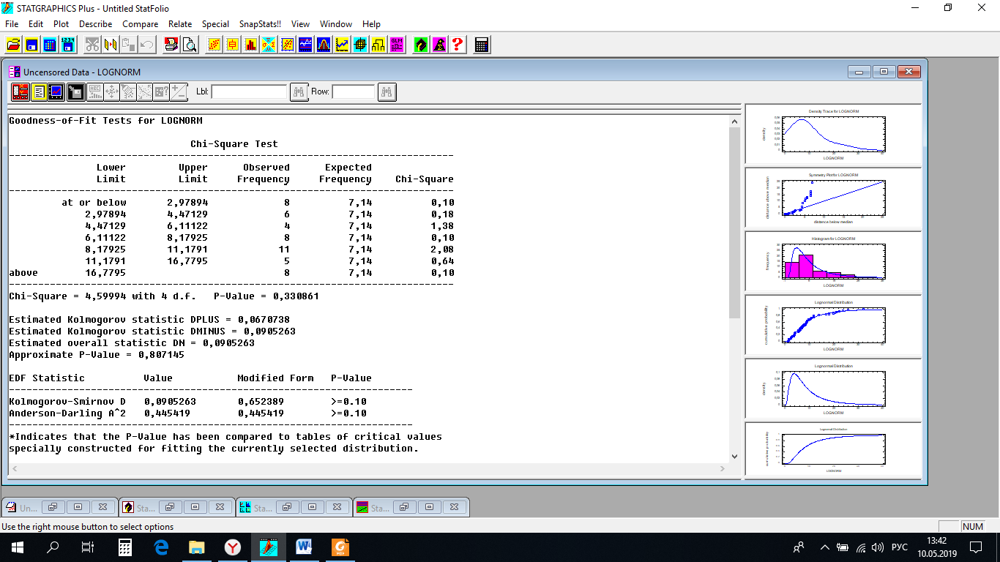 STATGRAPHICS Plus - Untitled StatFolio
File Edit Plot Describe Compare Relate Special SnapStats!! View Window Help
Uncensored Data - LOGNORM
Lbl: Row:
Goodness-of-Fit Tests for LOGNORM
Chi-Square Test
Lower Upper Observed Expected
Limit Limit Frequency Frequency Chi-Square
at or below 2,97894 8 7,14 0,10
2,97894 4,47129 6 7,14 0,18
4,47129 6,11122 4 7,14 1,38
6,11122 8,17925 8 7,14 0,10
8,17925 11,1791 11 7,14 2,08
11,1791 16,7795 5 7,14 0,64
above 16,7795 8 7,14 0,10
Chi-Square = 4,59994 with 4 d.f. P-Value = 0,330861
Estimated Kolmogorov statistic DPLUS = 0,0670738
Estimated Kolmogorov statistic DMINUS = 0,0905263
Estimated overall statistic DN = 0,0905263
Approximate P-Value = 0,807145
EDF Statistic Value Modified Form P-Value
Kolmogorov-Smirnov D 0,0905263 0,652389 >=0.10
Anderson-Darling A^2 0,445419 0,445419 >=0.10
*Indicates that the P-Value has been compared to tables of critical values
specially constructed for fitting the currently selected distribution.
Density Trace for LOGNORM
density
LOGNORM
Symmetry Plot for LOGNORM
distance above median
distance below median
Histogram for LOGNORM
frequency
LOGNORM
Lognormal Distribution
cumulative probability
LOGNORM
Lognormal Distribution
density
LOGNORM
Lognormal Distribution
cumulative probability
LOGNORM
Un... Sta... Sta... Sta...
Use the right mouse button to select options
NUM
РУС
13:42
10.05.2019